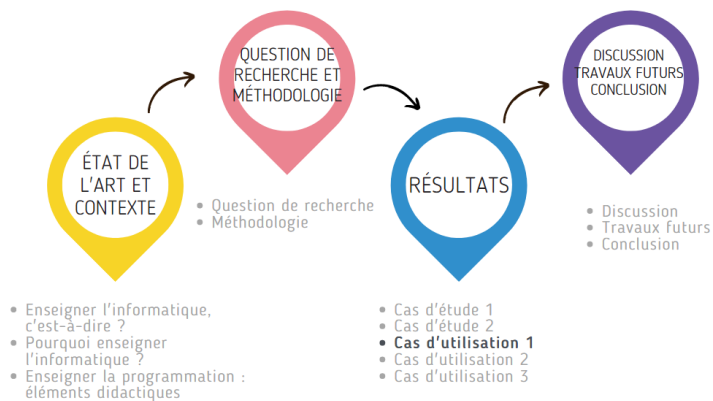 ÉTAT DE
L'ART ET
CONTEXTE
• Enseigner l'informatique,
c'est-à-dire ?
• Pourquoi enseigner
l'informatique ?
• Enseigner la programmation :
éléments didactiques
QUESTION DE
RECHERCHE ET
MÉTHODOLOGIE
• Question de recherche
• Méthodologie
RÉSULTATS
• Cas d'étude 1
• Cas d'étude 2
• Cas d'utilisation 1
• Cas d'utilisation 2
• Cas d'utilisation 3
DISCUSSION
TRAVAUX FUTURS
CONCLUSION
• Discussion
• Travaux futurs
• Conclusion